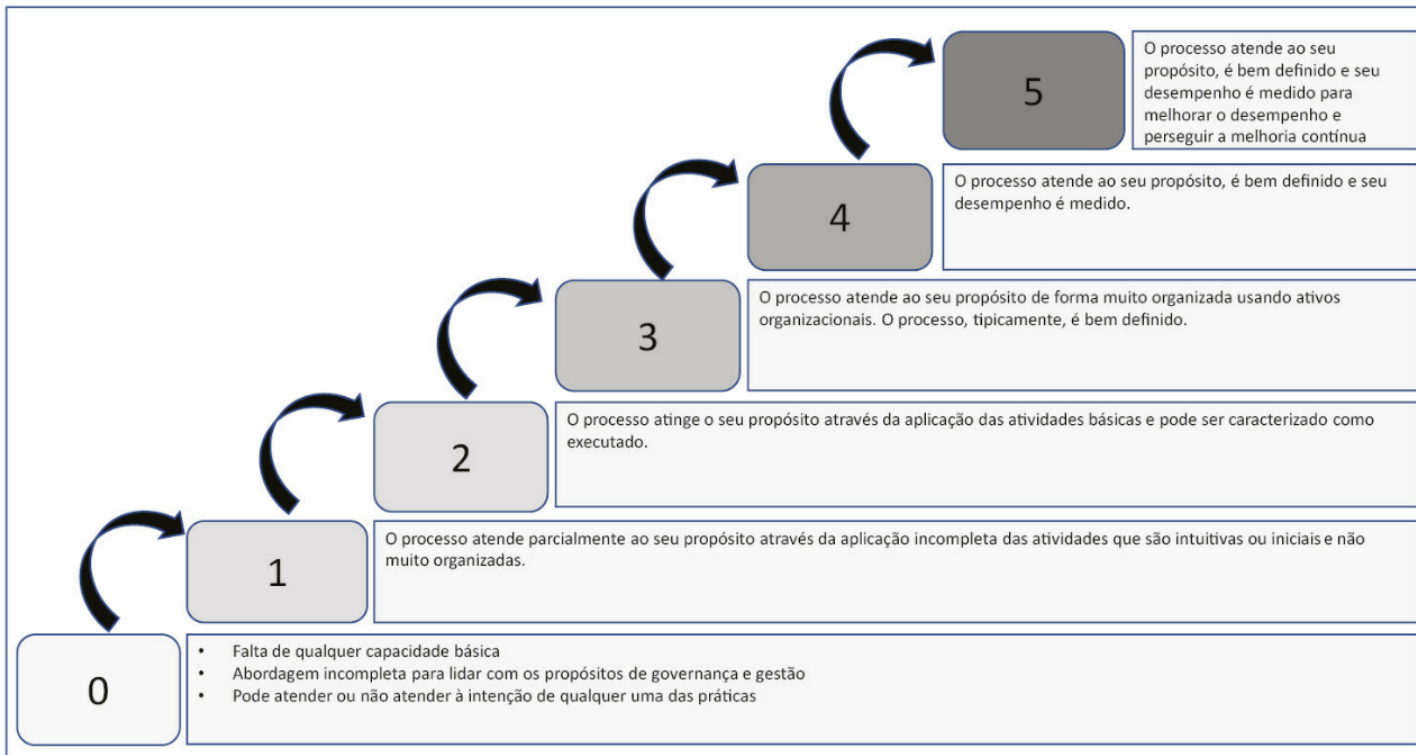 5
O processo atende ao seu
propósito, é bem definido e seu
desempenho é medido para
melhorar o desempenho e
perseguir a melhoria contínua
4
O processo atende ao seu propósito, é bem definido e seu
desempenho é medido.
3
O processo atende ao seu propósito de forma muito organizada usando ativos
organizacionais. O processo, tipicamente, é bem definido.
2
O processo atinge o seu propósito através da aplicação das atividades básicas e pode ser caracterizado como
executado.
1
O processo atende parcialmente ao seu propósito através da aplicação incompleta das atividades que são intuitivas ou iniciais e não
muito organizadas.
0
• Falta de qualquer capacidade básica
• Abordagem incompleta para lidar com os propósitos de governança e gestão
• Pode atender ou não atender à intenção de qualquer uma das práticas